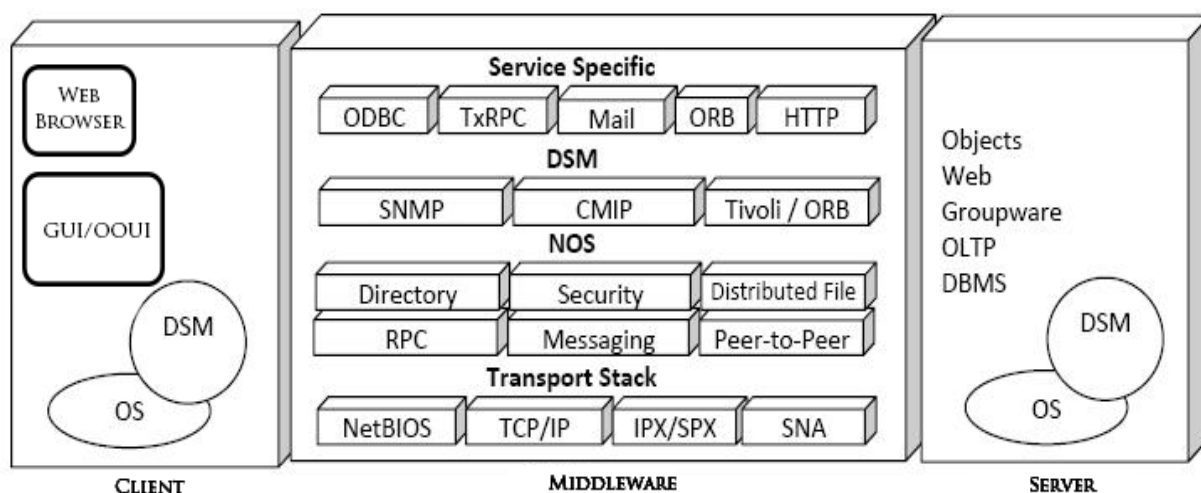 WEB
BROWSER
GUI/OOUI
DSM
OS
CLIENT
Service Specific
ODBC TxRPC Mail ORB HTTP
DSM
SNMP CMIP Tivoli / ORB
NOS
Directory Security Distributed File
RPC Messaging Peer-to-Peer
Transport Stack
NetBIOS TCP/IP IPX/SPX SNA
MIDDLEWARE
Objects
Web
Groupware
OLTP
DBMS
DSM
OS
SERVER